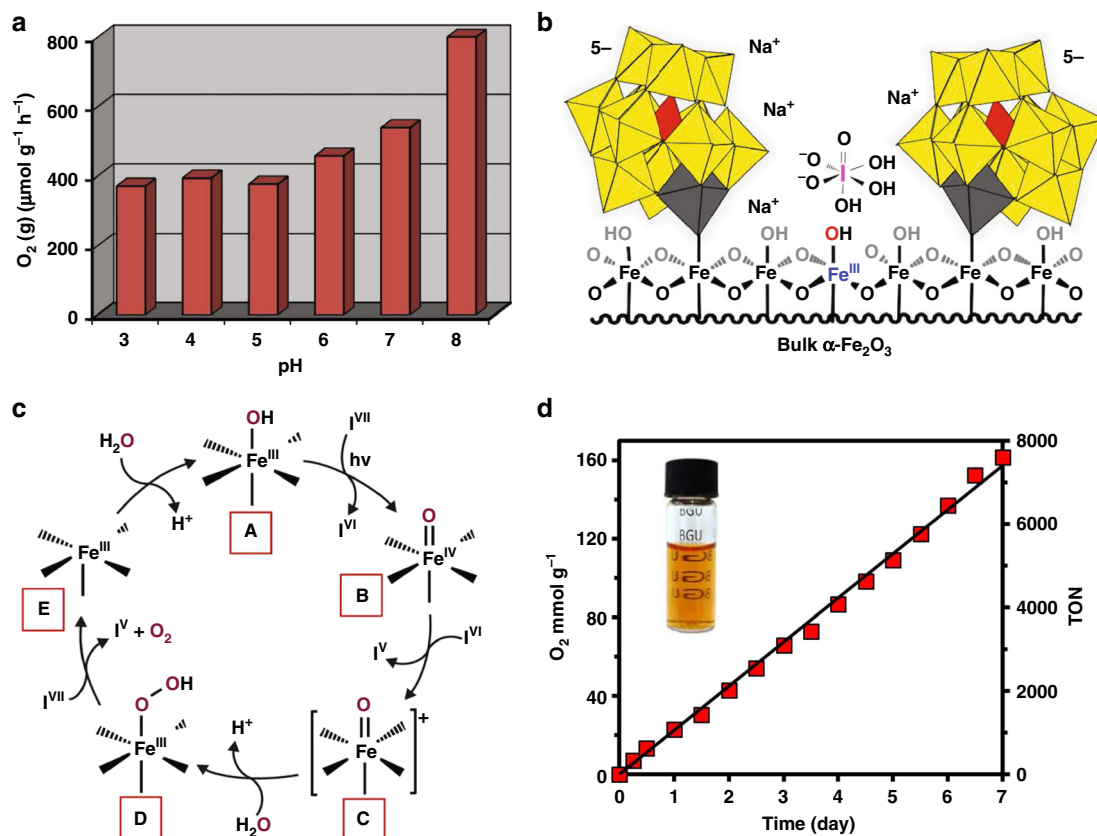 a
O₂ (g) (μmol g⁻¹ h⁻¹)
800
600
400
200
0
3 4 5 6 7 8
pH
b
5– Na⁺ 5–
Na⁺ Na⁺
O
⁻O I OH
⁻O OH
OH
Na⁺
HO OH OH OH OH
O O O O O O O
Fe Fe Fe Feᴵᴵᴵ Fe Fe Fe
O O O O O O O O
Bulk α-Fe₂O₃
c
OH
Feᴵᴵᴵ
A
Iⱽᴵᴵ
hv
Iⱽᴵ
O
Feᴵⱽ
B
Iⱽᴵ
Iⱽ
O
Fe
+
C
H⁺
H₂O
OH
O
Feᴵᴵᴵ
D
Iⱽᴵᴵ
Iⱽ + O₂
Feᴵᴵᴵ
E
H₂O
H⁺
d
O₂ mmol g⁻¹
160
120
80
40
0
BGU
BGU
8000
6000
4000
2000
0
TON
0 1 2 3 4 5 6 7
Time (day)